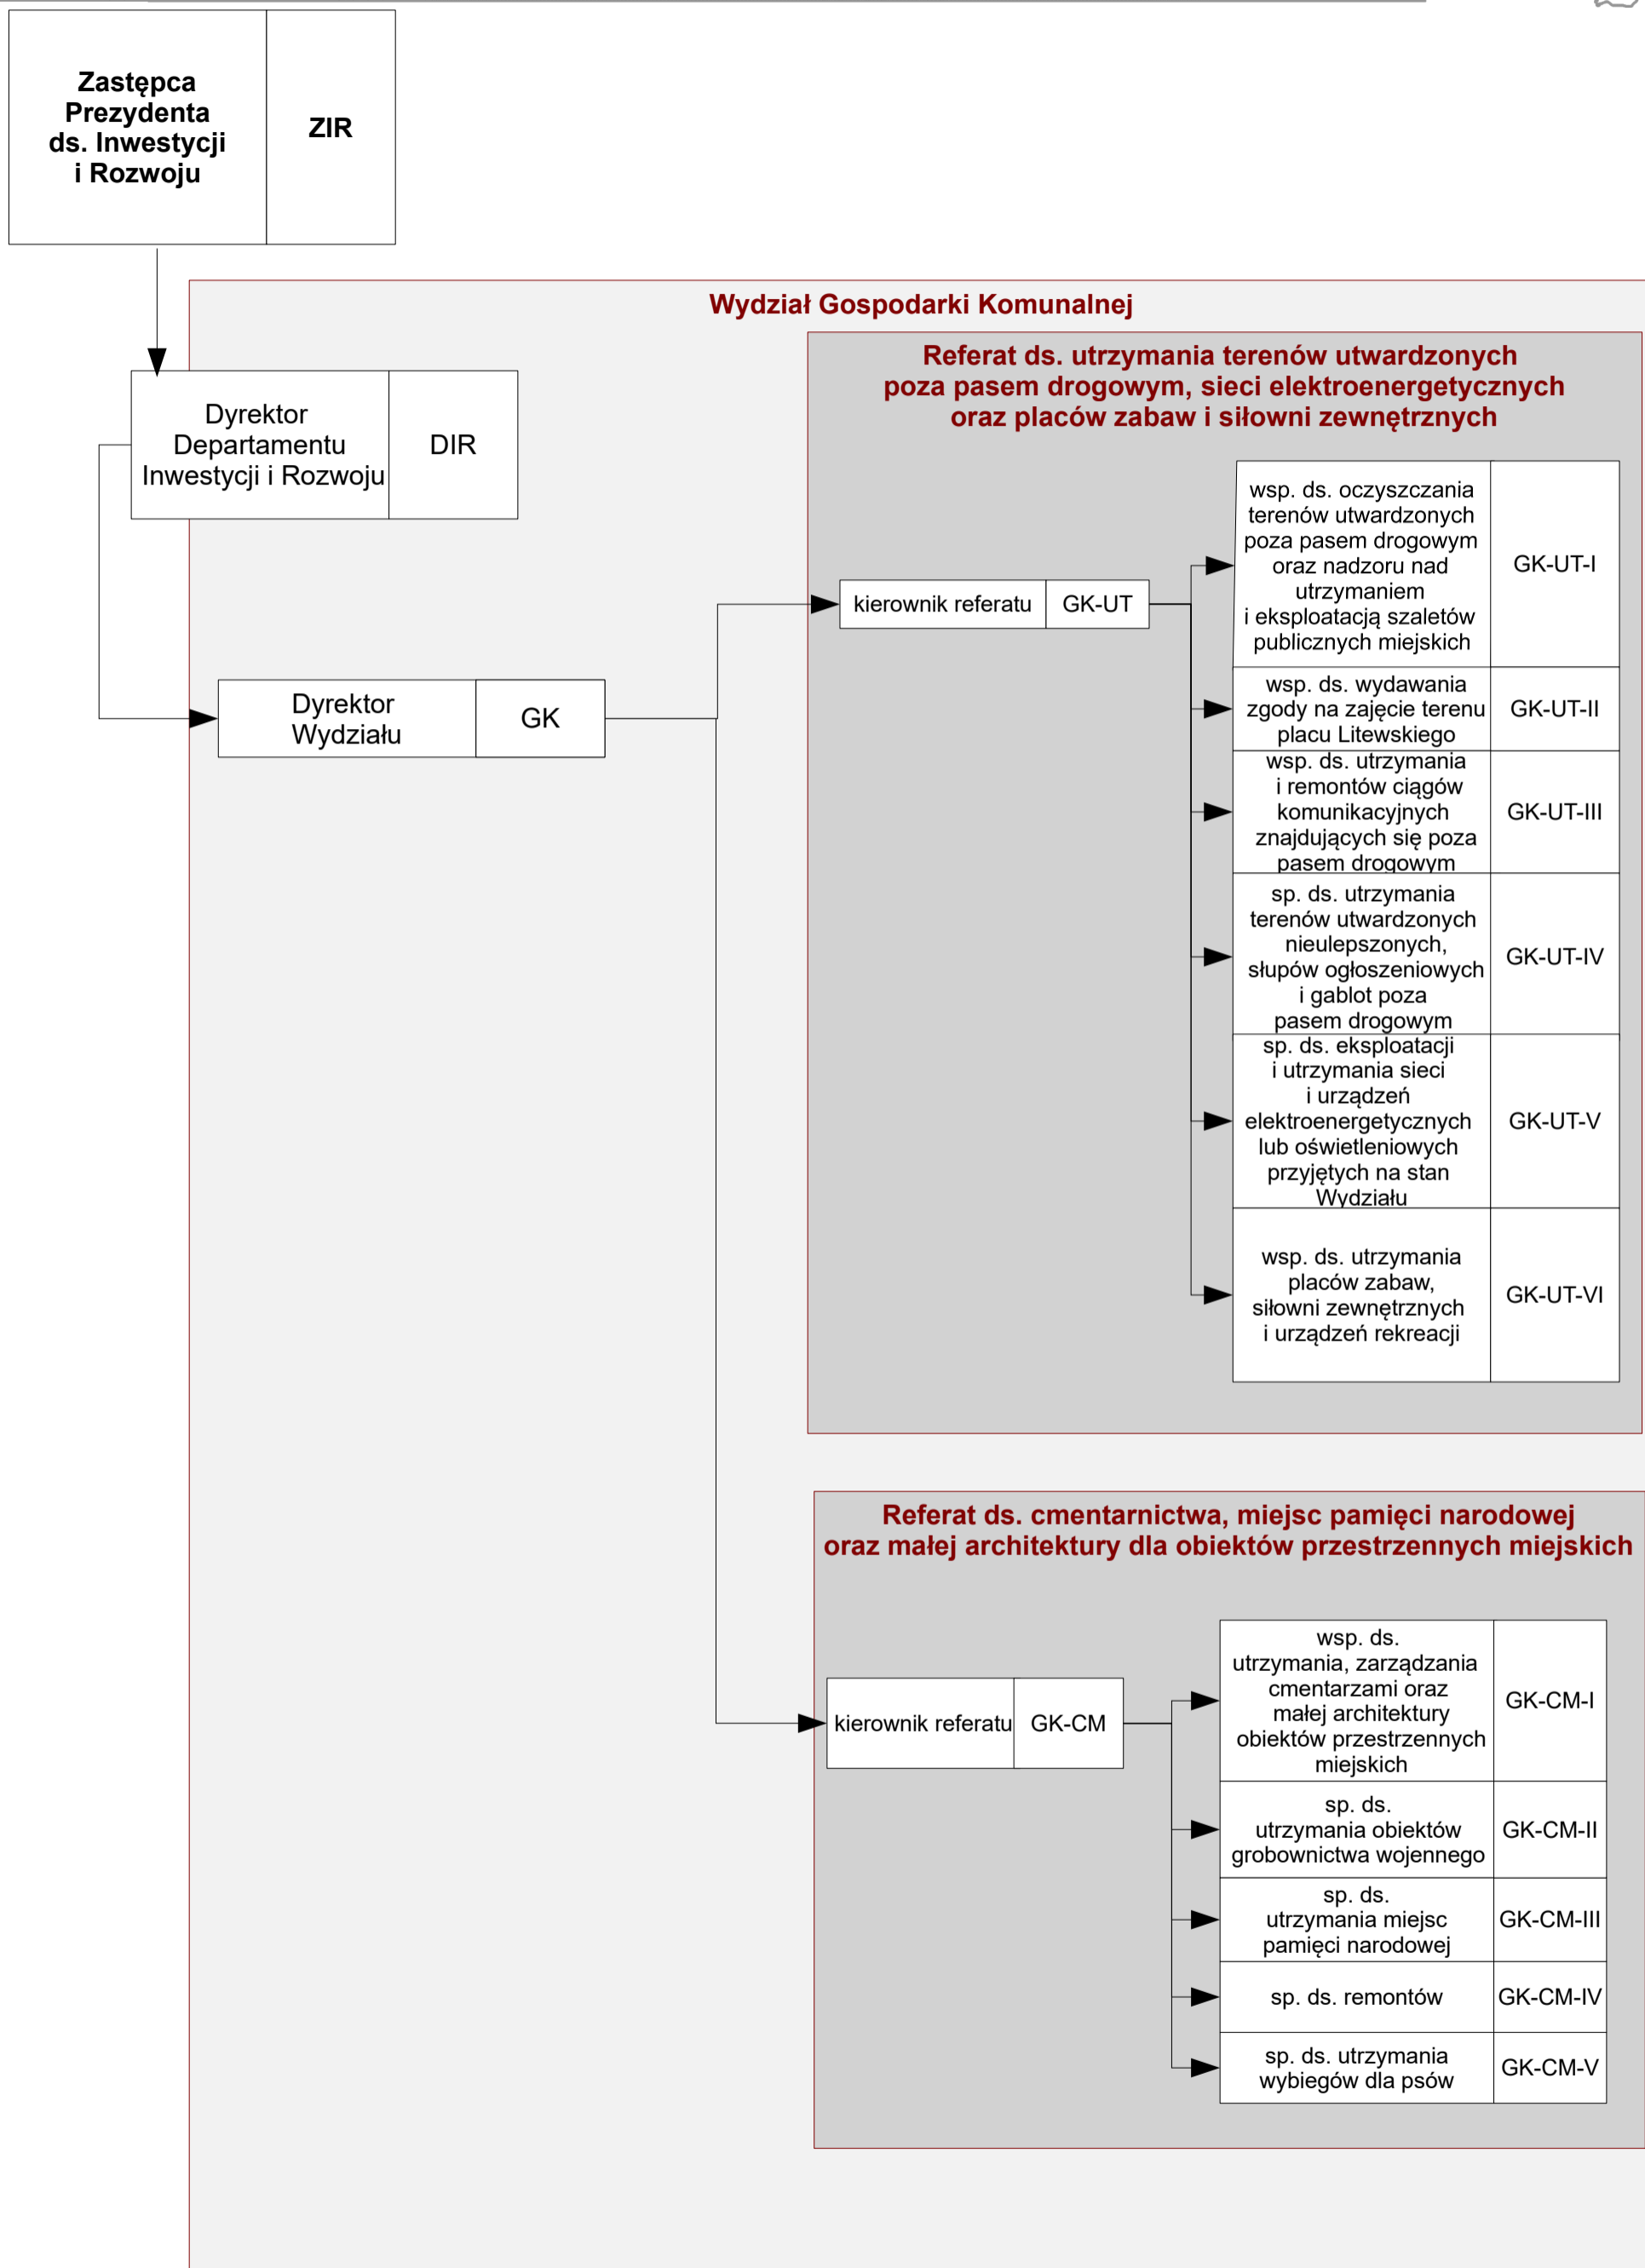 Zastępca
Prezydenta
ds. Inwestycji
i Rozwoju
ZIR
Wydział Gospodarki Komunalnej
Dyrektor
Departamentu
Inwestycji i Rozwoju
DIR
Dyrektor
Wydziału
GK
Referat ds. utrzymania terenów utwardzonych
poza pasem drogowym, sieci elektroenergetycznych
oraz placów zabaw i siłowni zewnętrznych
kierownik referatu
GK-UT
wsp. ds. oczyszczania
terenów utwardzonych
poza pasem drogowym
oraz nadzoru nad
utrzymaniem
i eksploatacją szaletów
publicznych miejskich
GK-UT-I
wsp. ds. wydawania
zgody na zajęcie terenu
placu Litewskiego
GK-UT-II
wsp. ds. utrzymania
i remontów ciągów
komunikacyjnych
znajdujących się poza
pasem drogowym
GK-UT-III
sp. ds. utrzymania
terenów utwardzonych
nieulepszonych,
słupów ogłoszeniowych
i gablot poza
pasem drogowym
GK-UT-IV
sp. ds. eksploatacji
i utrzymania sieci
i urządzeń
elektroenergetycznych
lub oświetleniowych
przyjętych na stan
Wydziału
GK-UT-V
wsp. ds. utrzymania
placów zabaw,
siłowni zewnętrznych
i urządzeń rekreacji
GK-UT-VI
Referat ds. cmentarnictwa, miejsc pamięci narodowej
oraz małej architektury dla obiektów przestrzennych miejskich
kierownik referatu
GK-CM
wsp. ds.
utrzymania, zarządzania
cmentarzami oraz
małej architektury
obiektów przestrzennych
miejskich
GK-CM-I
sp. ds.
utrzymania obiektów
grobownictwa wojennego
GK-CM-II
sp. ds.
utrzymania miejsc
pamięci narodowej
GK-CM-III
sp. ds. remontów
GK-CM-IV
sp. ds. utrzymania
wybiegów dla psów
GK-CM-V